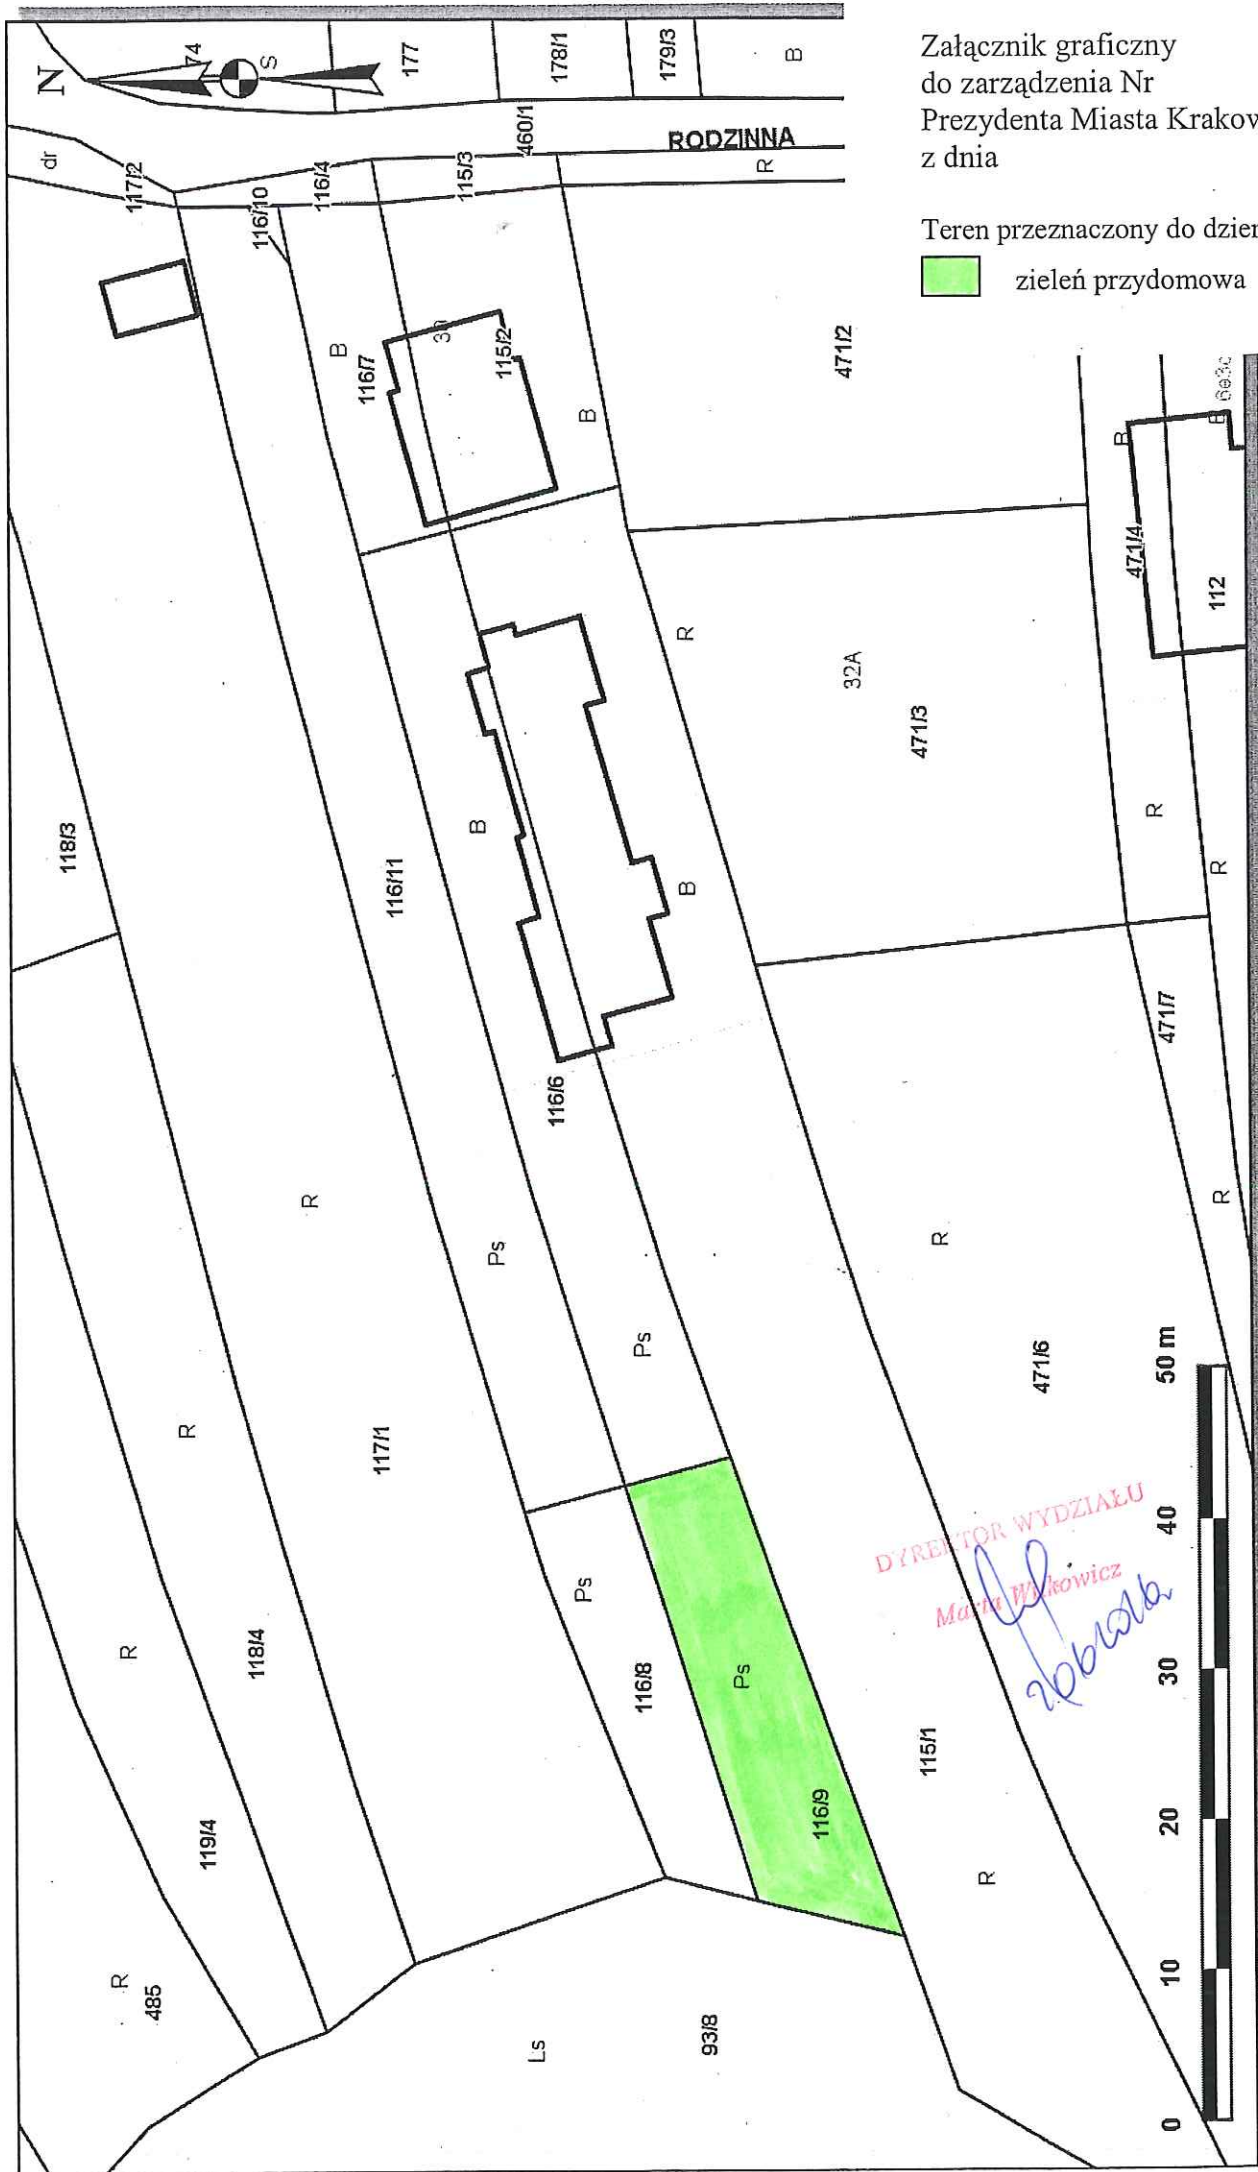 Załącznik graficzny
do zarządzenia Nr
Prezydenta Miasta Krakow
z dnia
Teren przeznaczony do dzier
zieleń przydomowa
N
S
74
177
178/1
179/3
B
dr
117/2
116/10
116/4
115/3
460/1
RODZINNA
R
B
116/7
115/2
B
471/2
B
471/4
112
118/3
116/11
B
B
R
32A
471/3
R
R
116/6
471/7
R
Ps
Ps
R
R
471/6
R
117/1
R
118/4
119/4
R
485
Ps
116/8
Ps
116/9
115/1
R
Ls
93/8
DYREKTOR WYDZIAŁU
Marta Witkowicz
0
10
20
30
40
50 m